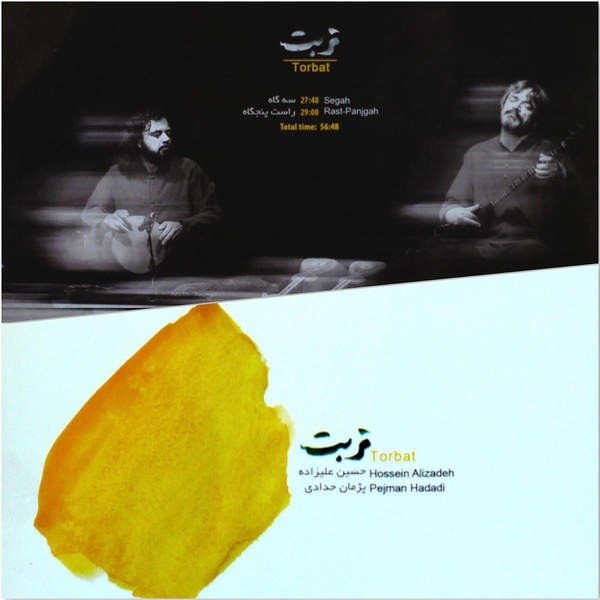 تربت
Torbat
سه گاه 27:48 Segah
راست پنجگاه 29:00 Rast-Panjgah
Total time: 56:48
تربت Torbat
حسین علیزاده Hossein Alizadeh
پژمان حدادی Pejman Hadadi